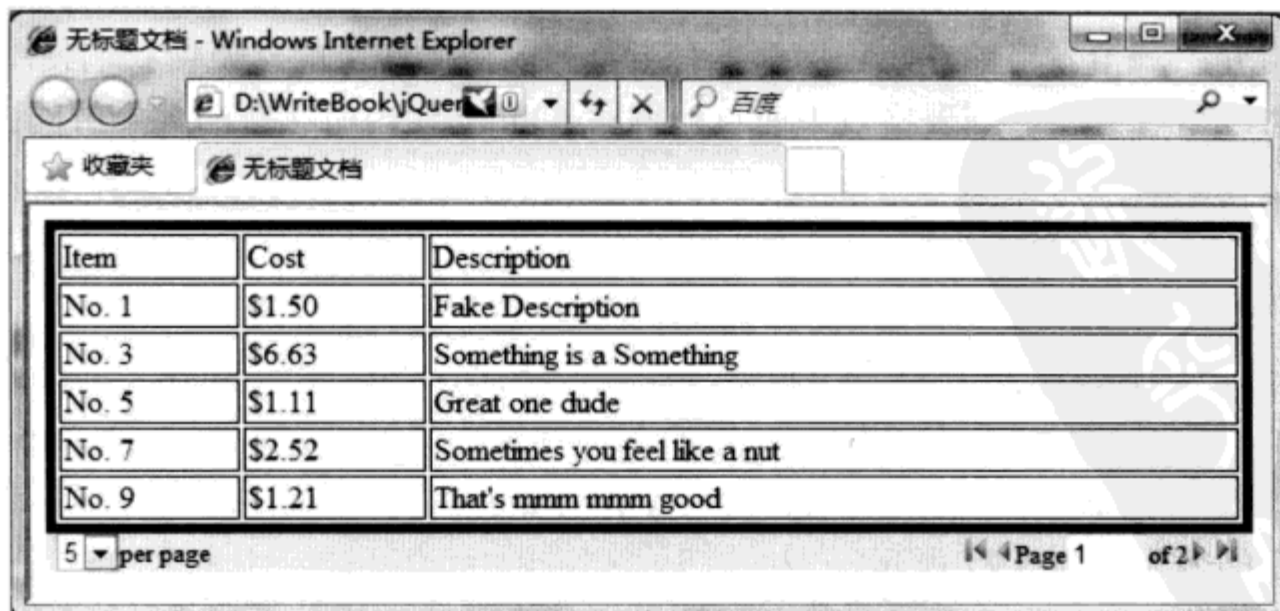 无标题文档 - Windows Internet Explorer
D:\WriteBook\jQuer 百度
收藏夹 无标题文档
Item Cost Description
No. 1 $1.50 Fake Description
No. 3 $6.63 Something is a Something
No. 5 $1.11 Great one dude
No. 7 $2.52 Sometimes you feel like a nut
No. 9 $1.21 That's mmm mmm good
5 per page Page 1 of 2